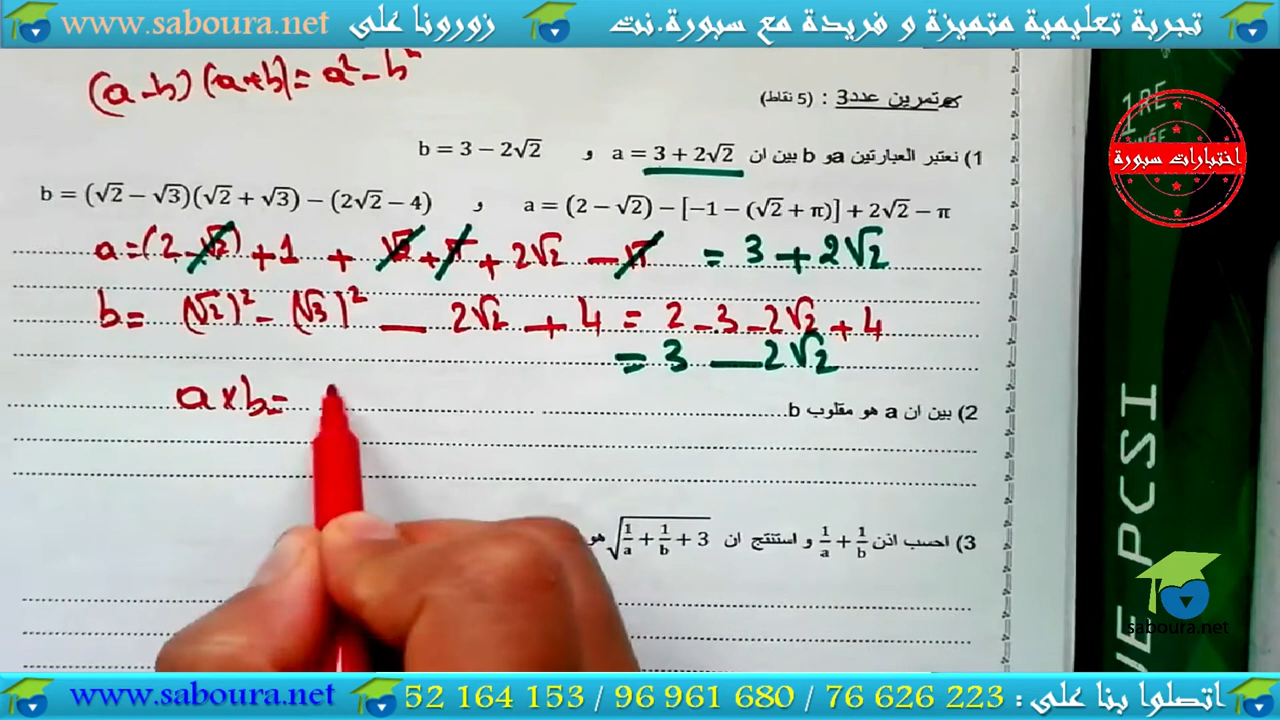 تجربة تعليمية متميزة و فريدة مع سبورة.نت زورونا على www.saboura.net
(a-b)(a+b)=a²-b²
تمرين عدد3 : (5 نقاط)
1) نعتبر العبارتين a و b بين ان a = 3 + 2√2 و b = 3 − 2√2
a = (2 − √2) − [−1 − (√2 + π)] + 2√2 − π و b = (√2 − √3)(√2 + √3) − (2√2 − 4)
a=(2-√2)+1 + √2+π+2√2 -π = 3+2√2
b= (√2)²-(√3)² - 2√2 + 4 = 2-3-2√2+4
= 3 - 2√2
2) بين ان a هو مقلوب b
a×b=
3) احسب اذن 1/a + 1/b و استنتج ان √(1/a + 1/b + 3) هو
1RE
اختبارات سبورة
PCSI
saboura.net
اتصلوا بنا على : 52 164 153 / 96 961 680 / 76 626 223 www.saboura.net